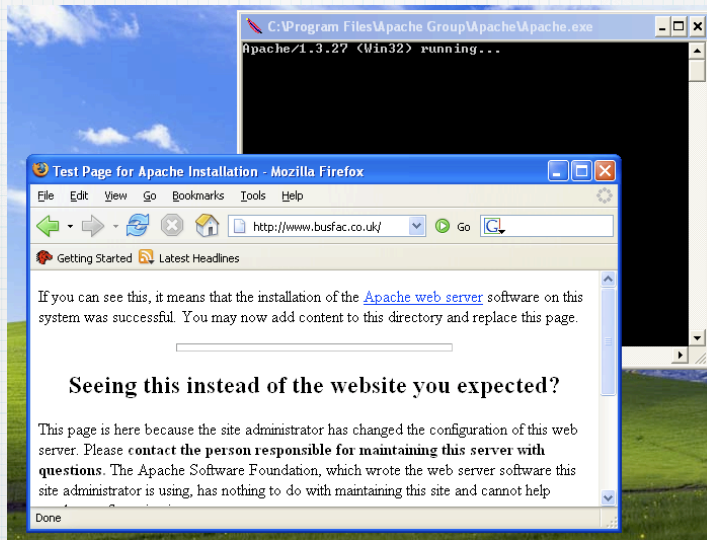 C:\Program Files\Apache Group\Apache\Apache.exe
Apache/1.3.27 (Win32) running...
Test Page for Apache Installation - Mozilla Firefox
File Edit View Go Bookmarks Tools Help
http://www.busfac.co.uk/ Go G
Getting Started Latest Headlines
If you can see this, it means that the installation of the Apache web server software on this
system was successful. You may now add content to this directory and replace this page.
Seeing this instead of the website you expected?
This page is here because the site administrator has changed the configuration of this web
server. Please contact the person responsible for maintaining this server with
questions. The Apache Software Foundation, which wrote the web server software this
site administrator is using, has nothing to do with maintaining this site and cannot help
Done